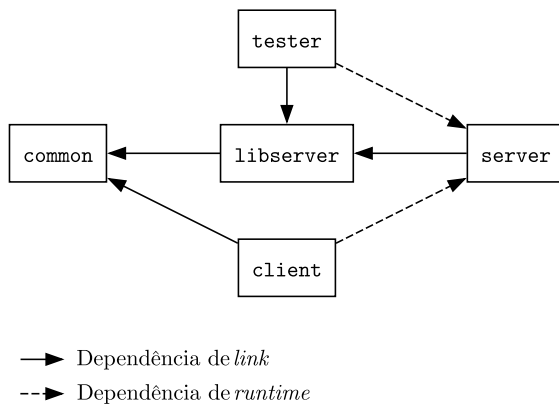 tester
common
libserver
server
client
Dependência de link
Dependência de runtime